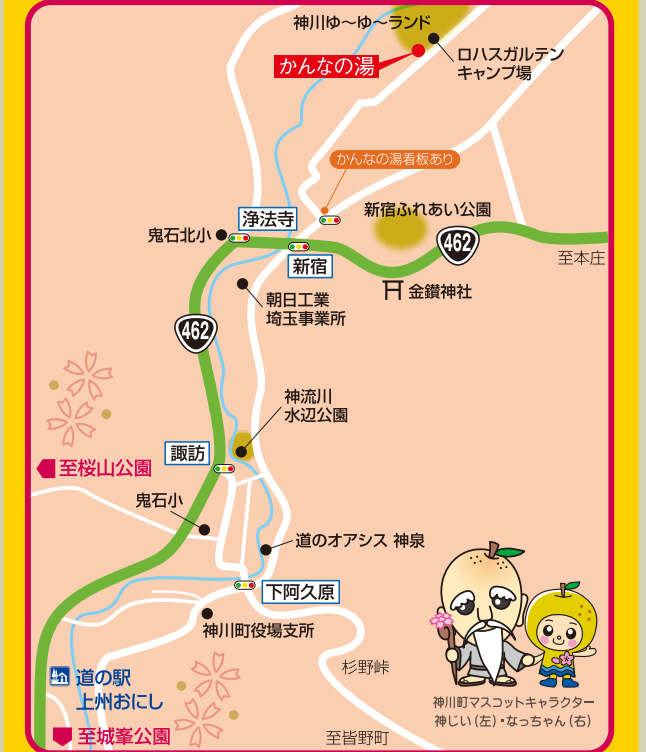 神川ゆ〜ゆ〜ランド
ロハスガルテン
キャンプ場
かんなの湯
かんなの湯看板あり
新宿ふれあい公園
浄法寺
鬼石北小
新宿
462
至本庄
金鑚神社
朝日工業
埼玉事業所
462
神流川
水辺公園
諏訪
至桜山公園
鬼石小
道のオアシス 神泉
下阿久原
神川町役場支所
杉野峠
道の駅
上州おにし
至城峯公園
至皆野町
神川町マスコットキャラクター
神じい（左）・なっちゃん（右）